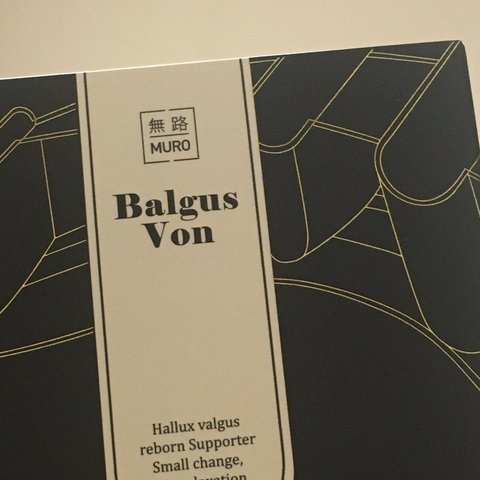 無路
MURO
Balgus
Von
Hallux valgus
reborn Supporter
Small change,